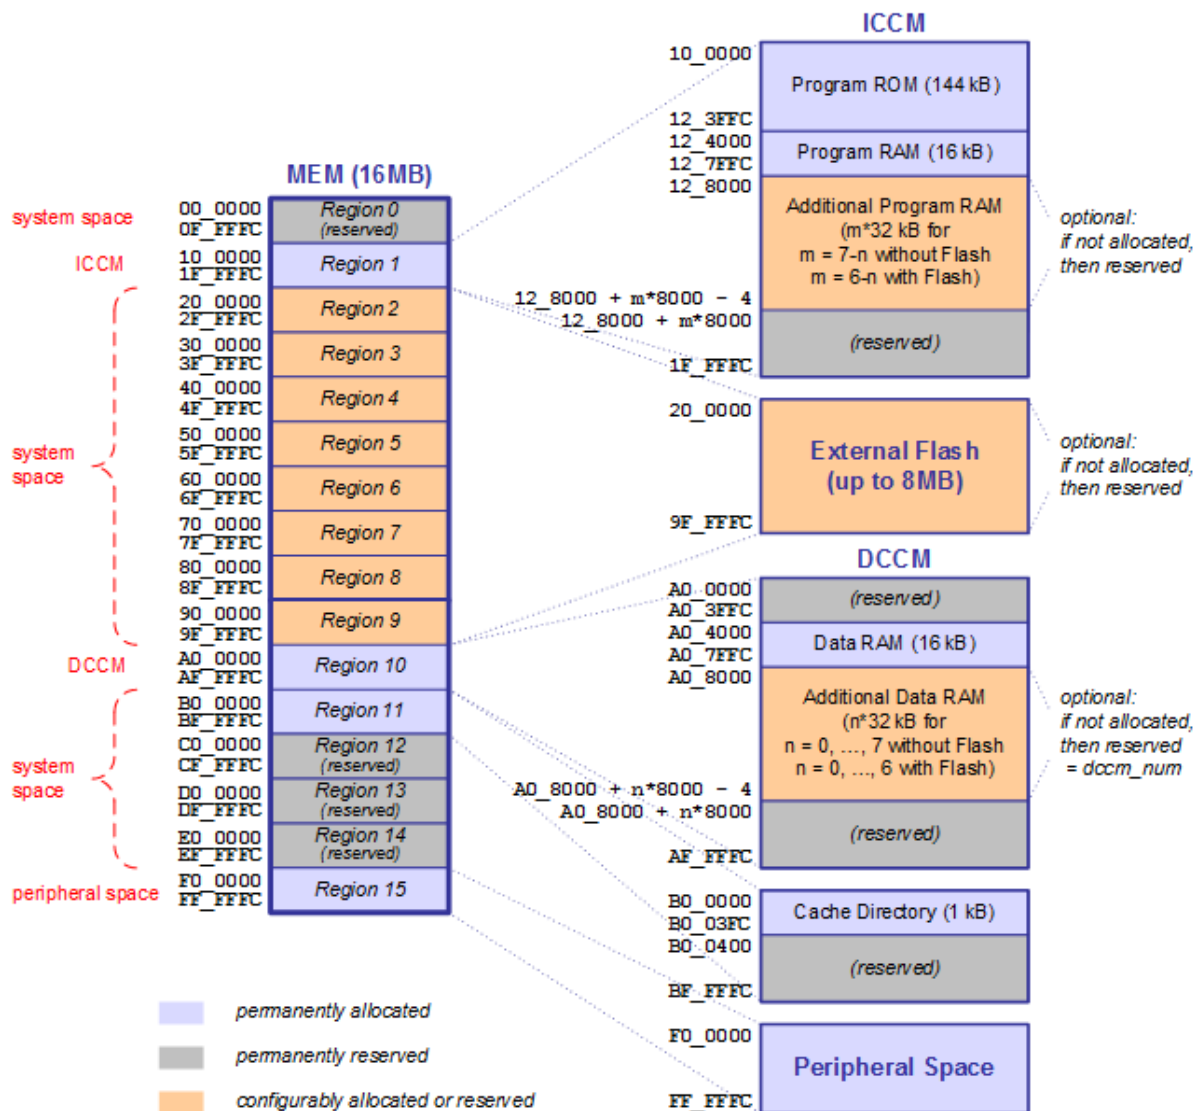 MEM (16MB)
system space
00_0000
0F_FFFC
Region 0
(reserved)
ICCM
10_0000
1F_FFFC
Region 1
20_0000
2F_FFFC
Region 2
30_0000
3F_FFFC
Region 3
40_0000
4F_FFFC
Region 4
system
space
50_0000
5F_FFFC
Region 5
60_0000
6F_FFFC
Region 6
70_0000
7F_FFFC
Region 7
80_0000
8F_FFFC
Region 8
90_0000
9F_FFFC
Region 9
DCCM
A0_0000
AF_FFFC
Region 10
B0_0000
BF_FFFC
Region 11
system
space
C0_0000
CF_FFFC
Region 12
(reserved)
D0_0000
DF_FFFC
Region 13
(reserved)
E0_0000
EF_FFFC
Region 14
(reserved)
peripheral space
F0_0000
FF_FFFC
Region 15
permanently allocated
permanently reserved
configurably allocated or reserved
ICCM
10_0000
Program ROM (144 kB)
12_3FFC
12_4000
Program RAM (16 kB)
12_7FFC
12_8000
Additional Program RAM
(m*32 kB for
m = 7-n without Flash
m = 6-n with Flash)
optional:
if not allocated,
then reserved
12_8000 + m*8000 - 4
12_8000 + m*8000
(reserved)
1F_FFFC
20_0000
External Flash
(up to 8MB)
optional:
if not allocated,
then reserved
9F_FFFC
DCCM
A0_0000
(reserved)
A0_3FFC
A0_4000
Data RAM (16 kB)
A0_7FFC
A0_8000
Additional Data RAM
(n*32 kB for
n = 0, ..., 7 without Flash
n = 0, ..., 6 with Flash)
optional:
if not allocated,
then reserved
= dccm_num
A0_8000 + n*8000 - 4
A0_8000 + n*8000
(reserved)
AF_FFFC
B0_0000
Cache Directory (1 kB)
B0_03FC
B0_0400
(reserved)
BF_FFFC
F0_0000
Peripheral Space
FF_FFFC